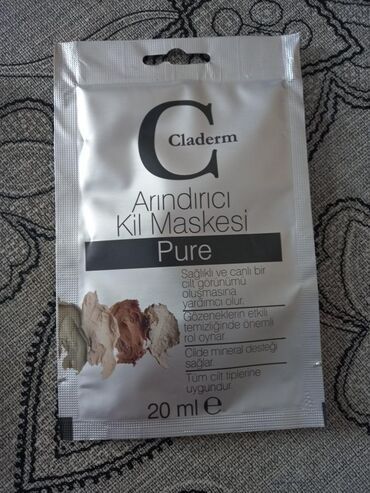 C
Claderm
Arındırıcı
Kil Maskesi
Pure
Sağlıklı ve canlı bir
cilt görünümü
oluşmasına
yardımcı olur.
Gözeneklerin etkili
temizliğinde önemli
rol oynar.
Cilde mineral desteği
sağlar.
Tüm cilt tiplerine
uygundur.
20 ml e